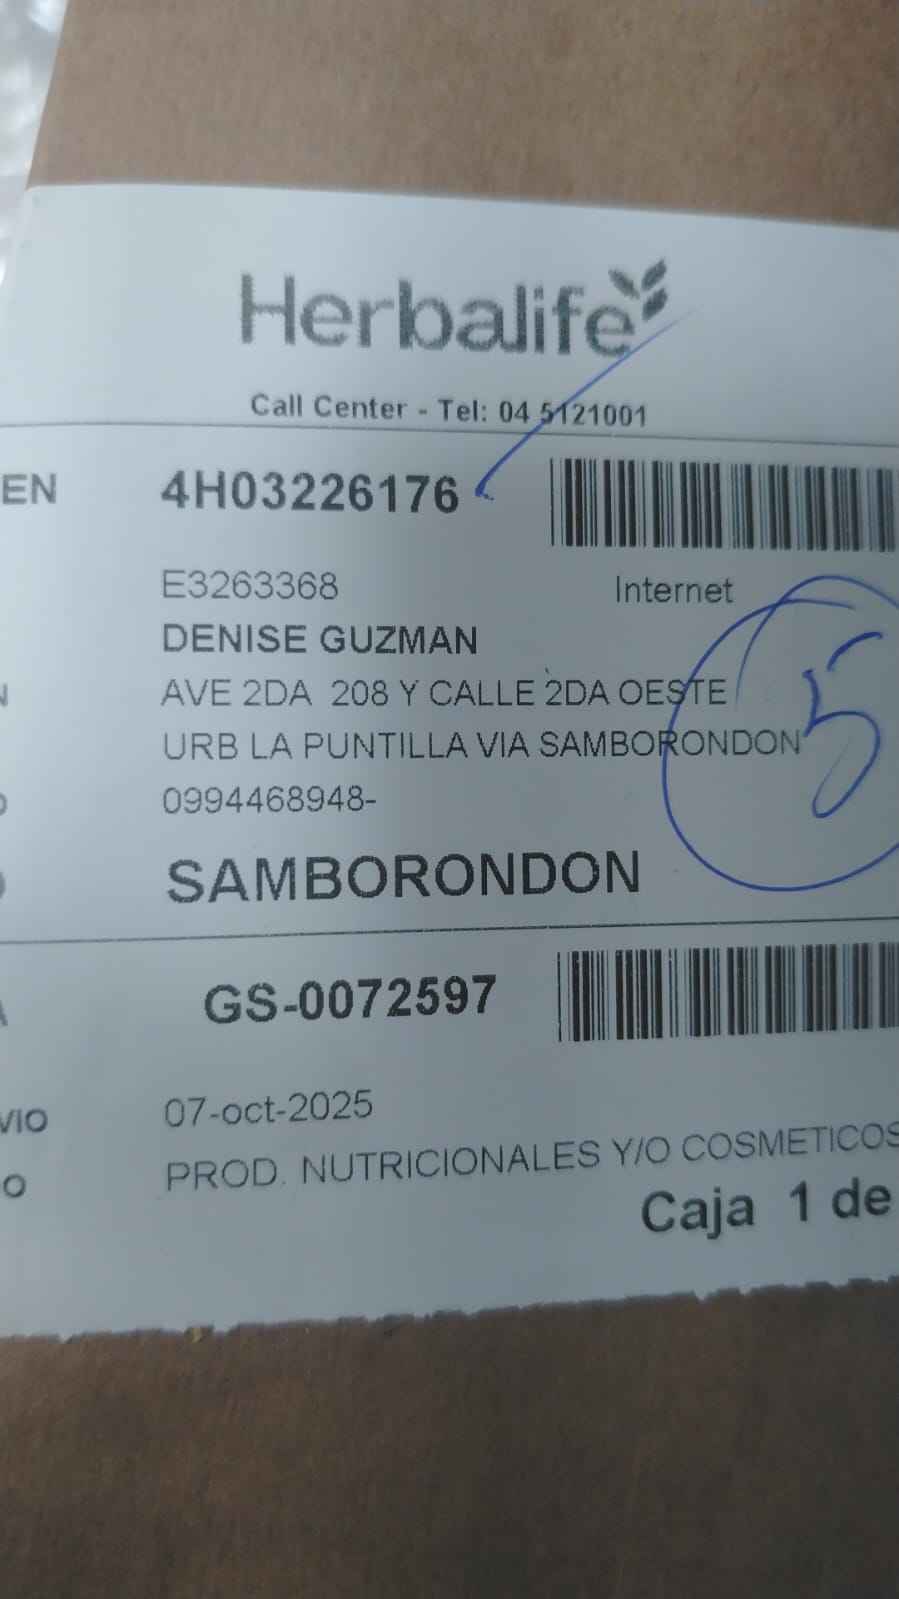 Herbalife
Call Center - Tel: 04 5121001
EN 4H03226176
E3263368 Internet
DENISE GUZMAN
N AVE 2DA 208 Y CALLE 2DA OESTE
URB LA PUNTILLA VIA SAMBORONDON
O 0994468948-
5
O SAMBORONDON
A GS-0072597
VIO 07-oct-2025
O PROD. NUTRICIONALES Y/O COSMETICOS
Caja 1 de